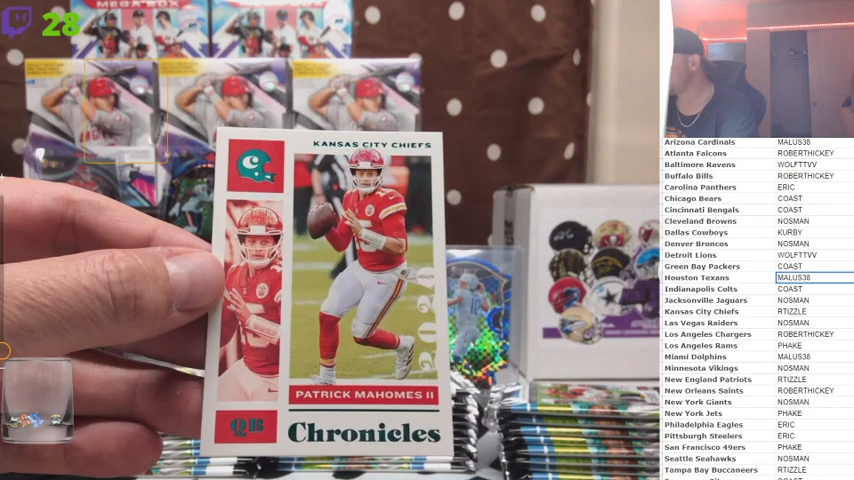 28
MEGA BOX
KANSAS CITY CHIEFS
PATRICK MAHOMES II
QB
Chronicles
Arizona Cardinals MALUS38
Atlanta Falcons ROBERTHICKEY
Baltimore Ravens WOLFTTVV
Buffalo Bills ROBERTHICKEY
Carolina Panthers ERIC
Chicago Bears COAST
Cincinnati Bengals COAST
Cleveland Browns NOSMAN
Dallas Cowboys KURBY
Denver Broncos NOSMAN
Detroit Lions WOLFTTVV
Green Bay Packers COAST
Houston Texans MALUS38
Indianapolis Colts COAST
Jacksonville Jaguars NOSMAN
Kansas City Chiefs RTIZZLE
Las Vegas Raiders NOSMAN
Los Angeles Chargers ROBERTHICKEY
Los Angeles Rams PHAKE
Miami Dolphins MALUS38
Minnesota Vikings NOSMAN
New England Patriots RTIZZLE
New Orleans Saints ROBERTHICKEY
New York Giants NOSMAN
New York Jets PHAKE
Philadelphia Eagles ERIC
Pittsburgh Steelers ERIC
San Francisco 49ers PHAKE
Seattle Seahawks NOSMAN
Tampa Bay Buccaneers RTIZZLE